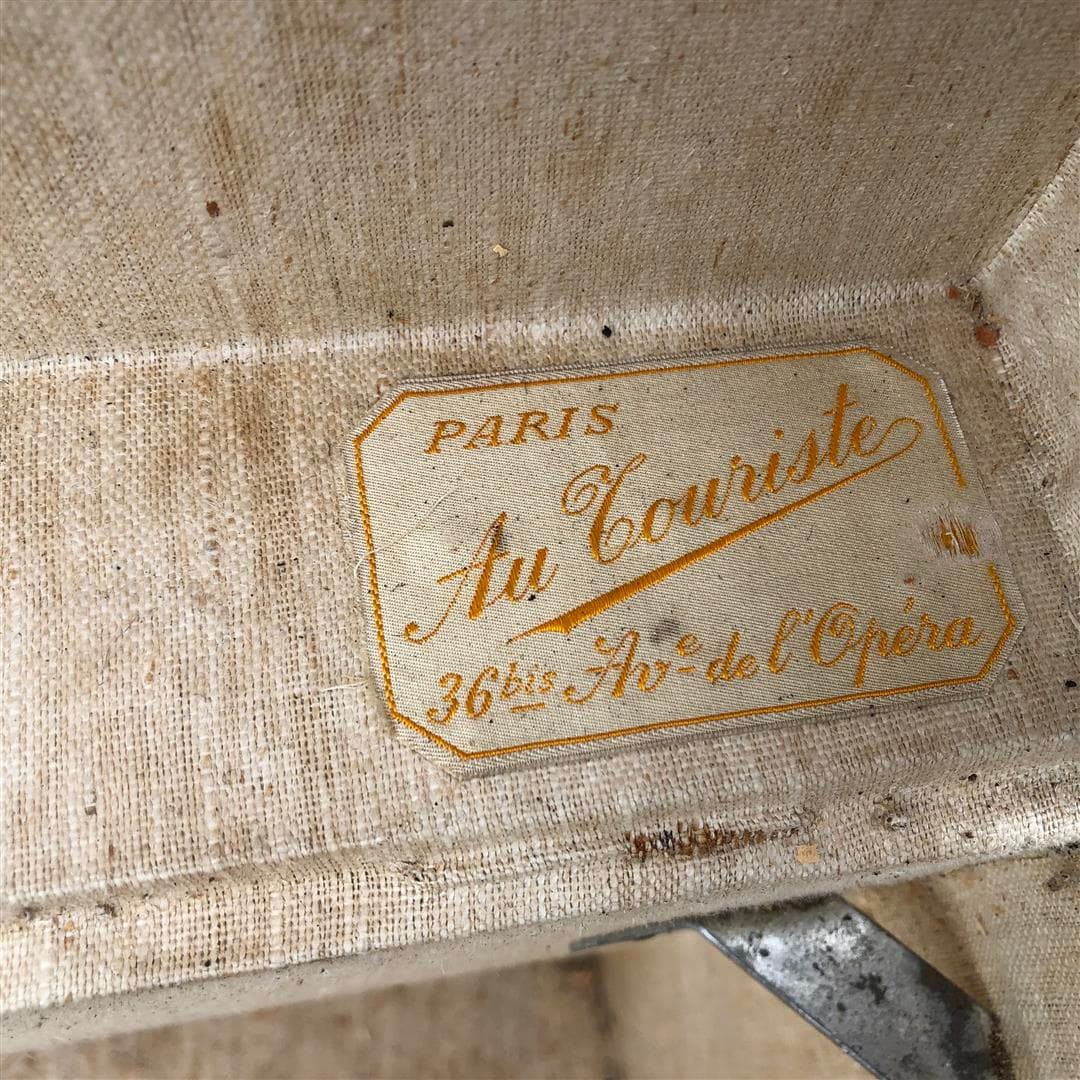 PARIS
Au Touriste
36bis Ave de l'Opéra